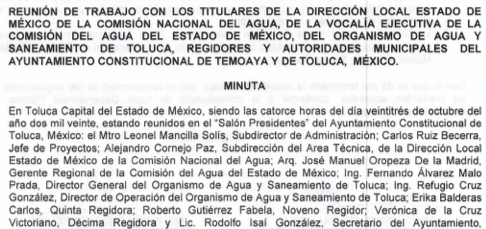 REUNIÓN DE TRABAJO CON LOS TITULARES DE LA DIRECCIÓN LOCAL ESTADO DE
MÉXICO DE LA COMISIÓN NACIONAL DEL AGUA, DE LA VOCALÍA EJECUTIVA DE LA
COMISIÓN DEL AGUA DEL ESTADO DE MÉXICO, DEL ORGANISMO DE AGUA Y
SANEAMIENTO DE TOLUCA, REGIDORES Y AUTORIDADES MUNICIPALES DEL
AYUNTAMIENTO CONSTITUCIONAL DE TEMOAYA Y DE TOLUCA, MÉXICO.
MINUTA
En Toluca Capital del Estado de México, siendo las catorce horas del día veintitrés de octubre del
año dos mil veinte, estando reunidos en el "Salón Presidentes" del Ayuntamiento Constitucional de
Toluca, México: el Mtro Leonel Mancilla Solís, Subdirector de Administración; Carlos Ruiz Becerra,
Jefe de Proyectos; Alejandro Cornejo Paz, Subdirección del Area Técnica, de la Dirección Local
Estado de México de la Comisión Nacional del Agua; Arq. José Manuel Oropeza De la Madrid,
Gerente Regional de la Comisión del Agua del Estado de México; Ing. Fernando Álvarez Malo
Prada, Director General del Organismo de Agua y Saneamiento de Toluca; Ing. Refugio Cruz
González, Director de Operación del Organismo de Agua y Saneamiento de Toluca; Erika Balderas
Carlos, Quinta Regidora; Roberto Gutiérrez Fabela, Noveno Regidor; Verónica de la Cruz
Victoriano, Décima Regidora y Lic. Rodolfo Isaí González, Secretario del Ayuntamiento,